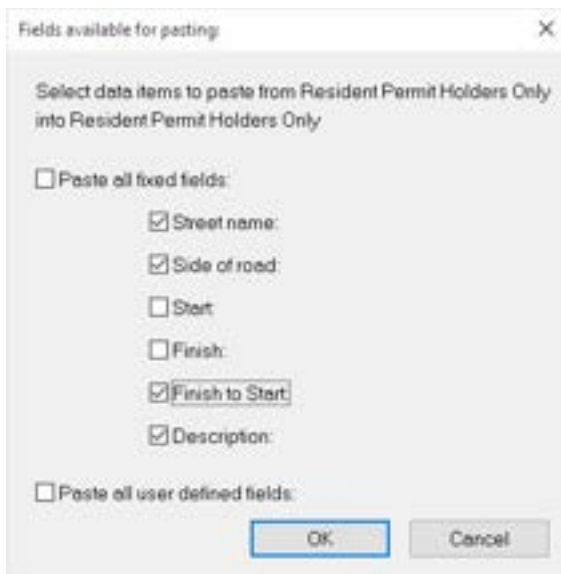 Fields available for pasting:
Select data items to paste from Resident Permit Holders Only
into Resident Permit Holders Only
Paste all fixed fields:
Street name:
Side of road:
Start:
Finish:
Finish to Start:
Description:
Paste all user defined fields:
OK Cancel